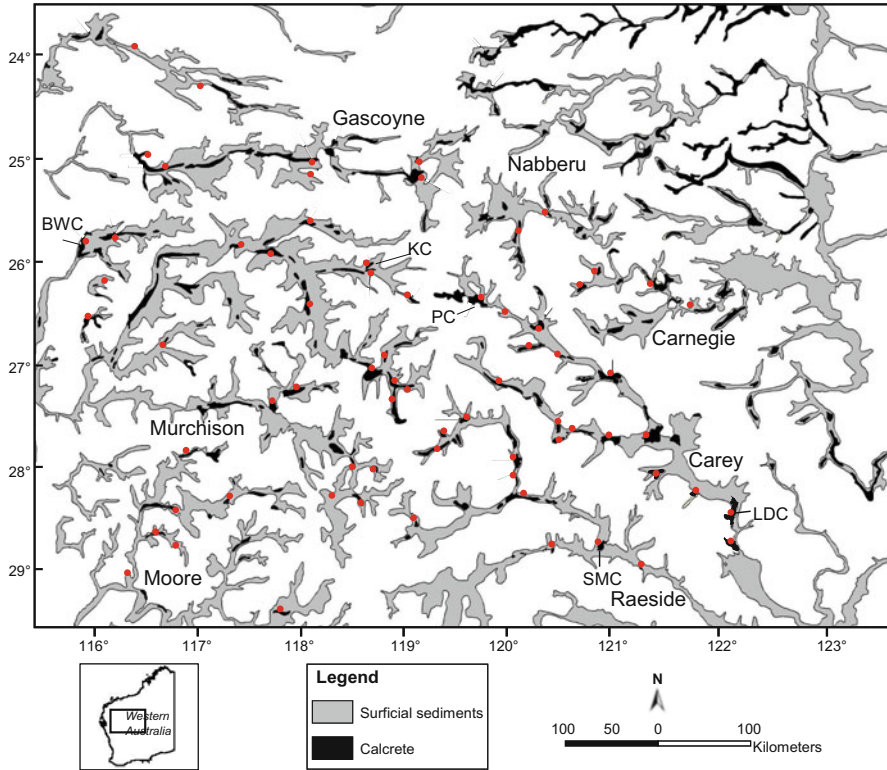 24°
25°
26°
27°
28°
29°
Gascoyne
Nabberu
BWC
KC
PC
Carnegie
Murchison
Carey
LDC
SMC
Moore
Raeside
116°
117°
118°
119°
120°
121°
122°
123°
Western
Australia
Legend
Surficial sediments
Calcrete
N
100 50 0 100
Kilometers